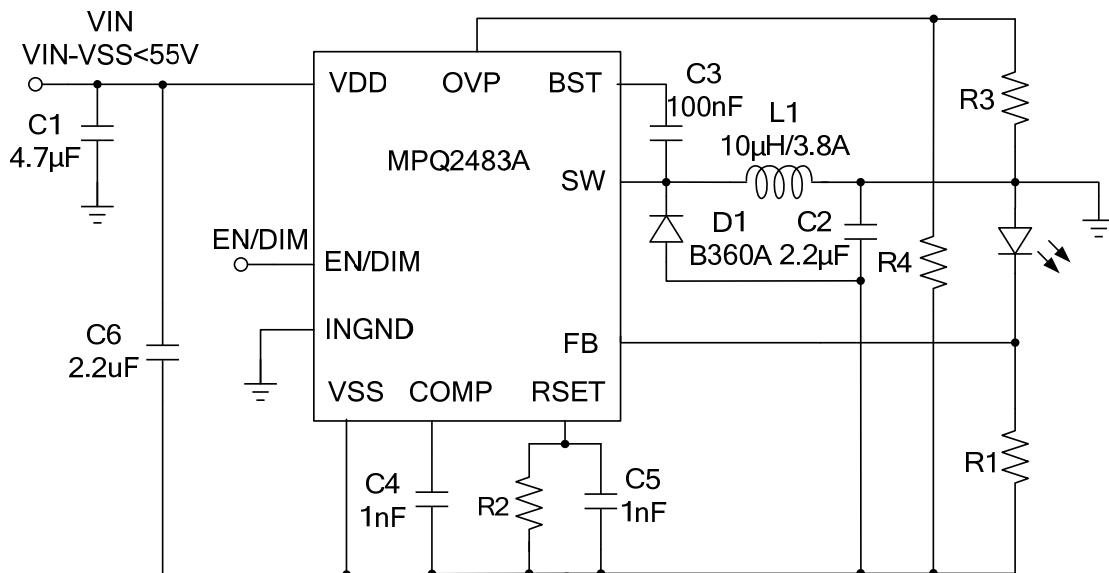 VIN
VIN-VSS<55V
VDD
OVP
BST
C3
100nF
R3
C1
4.7µF
L1
10µH/3.8A
MPQ2483A
SW
EN/DIM
EN/DIM
D1
B360A
C2
2.2µF
R4
INGND
C6
2.2uF
FB
VSS
COMP
RSET
R1
C4
1nF
R2
C5
1nF